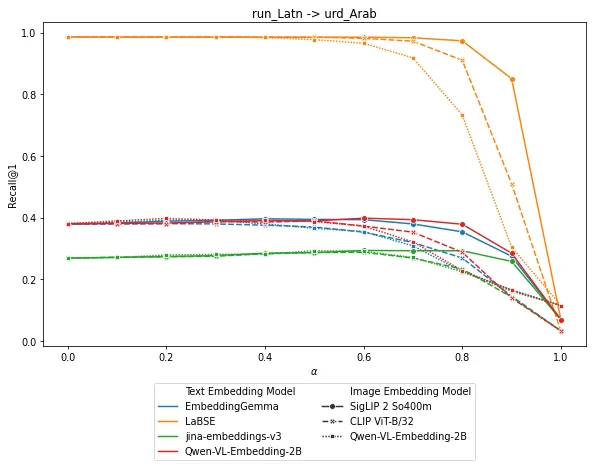 run_Latn -> urd_Arab
Recall@1
1.0
0.8
0.6
0.4
0.2
0.0
0.0 0.2 0.4 0.6 0.8 1.0
α
Text Embedding Model Image Embedding Model
EmbeddingGemma SigLIP 2 So400m
LaBSE CLIP ViT-B/32
jina-embeddings-v3 Qwen-VL-Embedding-2B
Qwen-VL-Embedding-2B